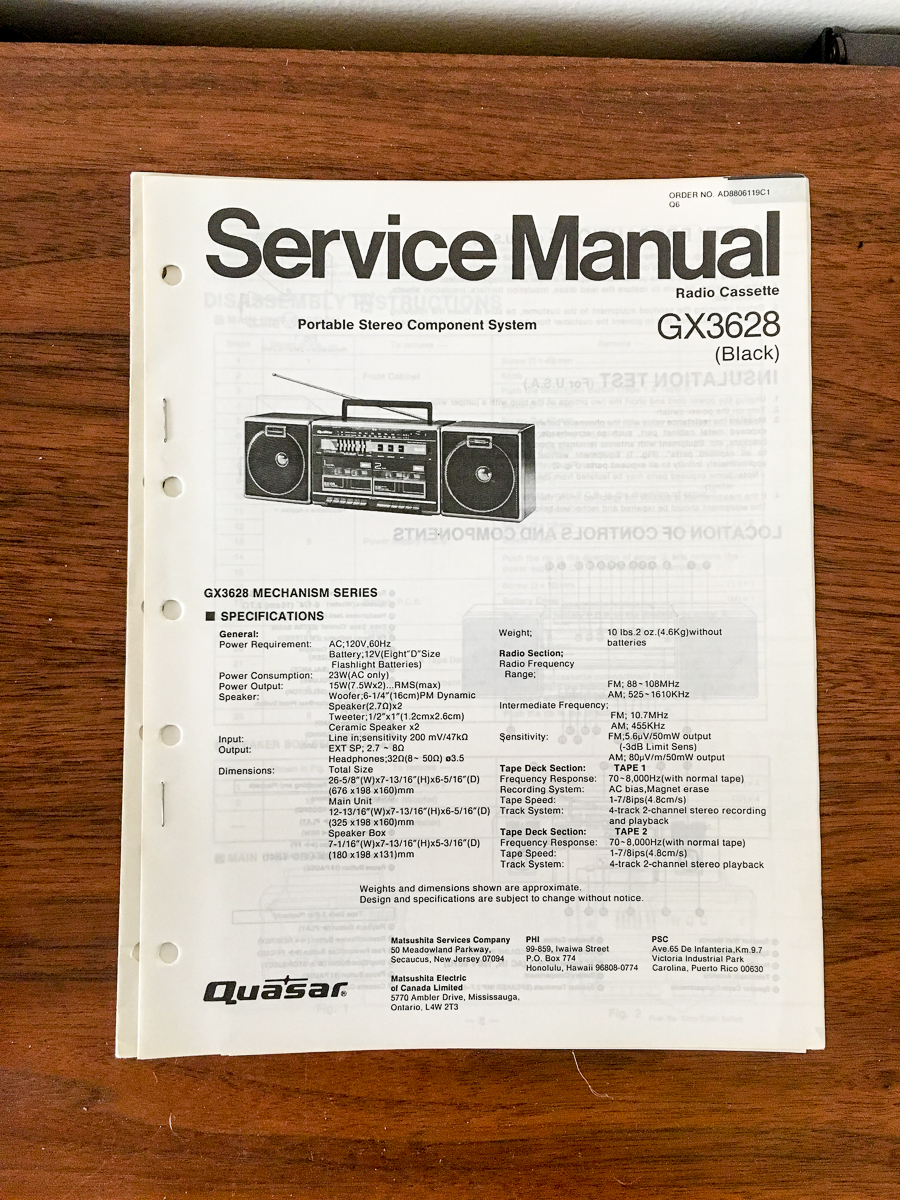 ORDER NO. AD8806119C1
Q6
Service Manual
Radio Cassette
Portable Stereo Component System
GX3628
(Black)
DISASSEMBLY INSTRUCTIONS
INSULATION TEST (For U.S.A.)
LOCATION OF CONTROLS AND COMPONENTS
GX3628 MECHANISM SERIES
■ SPECIFICATIONS
General:
Power Requirement: AC;120V,60Hz
Battery;12V(Eight"D"Size
Flashlight Batteries)
Power Consumption: 23W(AC only)
Power Output: 15W(7.5Wx2)...RMS(max)
Speaker: Woofer;6-1/4"(16cm)PM Dynamic
Speaker(2.7Ω)x2
Tweeter;1/2"x1"(1.2cmx2.6cm)
Ceramic Speaker x2
Input: Line in;sensitivity 200 mV/47kΩ
Output: EXT SP; 2.7 ~ 8Ω
Headphones;32Ω(8~ 50Ω) ø3.5
Dimensions: Total Size
26-5/8"(W)x7-13/16"(H)x6-5/16"(D)
(676 x198 x160)mm
Main Unit
12-13/16"(W)x7-13/16"(H)x6-5/16"(D)
(325 x198 x160)mm
Speaker Box
7-1/16"(W)x7-13/16"(H)x5-3/16"(D)
(180 x198 x131)mm
Weight; 10 lbs.2 oz.(4.6Kg)without
batteries
Radio Section;
Radio Frequency
Range;
FM; 88~108MHz
AM; 525~1610KHz
Intermediate Frequency;
FM; 10.7MHz
AM; 455KHz
Sensitivity: FM;5.6μV/50mW output
(-3dB Limit Sens)
AM; 80μV/m/50mW output
Tape Deck Section: TAPE 1
Frequency Response: 70~8,000Hz(with normal tape)
Recording System: AC bias,Magnet erase
Tape Speed: 1-7/8ips(4.8cm/s)
Track System: 4-track 2-channel stereo recording
and playback
Tape Deck Section: TAPE 2
Frequency Response: 70~8,000Hz(with normal tape)
Tape Speed: 1-7/8ips(4.8cm/s)
Track System: 4-track 2-channel stereo playback
Weights and dimensions shown are approximate.
Design and specifications are subject to change without notice.
Quasar®
Matsushita Services Company
50 Meadowland Parkway,
Secaucus, New Jersey 07094
Matsushita Electric
of Canada Limited
5770 Ambler Drive, Mississauga,
Ontario, L4W 2T3
PHI
99-859, Iwaiwa Street
P.O. Box 774
Honolulu, Hawaii 96808-0774
PSC
Ave.65 De Infanteria,Km.9.7
Victoria Industrial Park
Carolina, Puerto Rico 00630